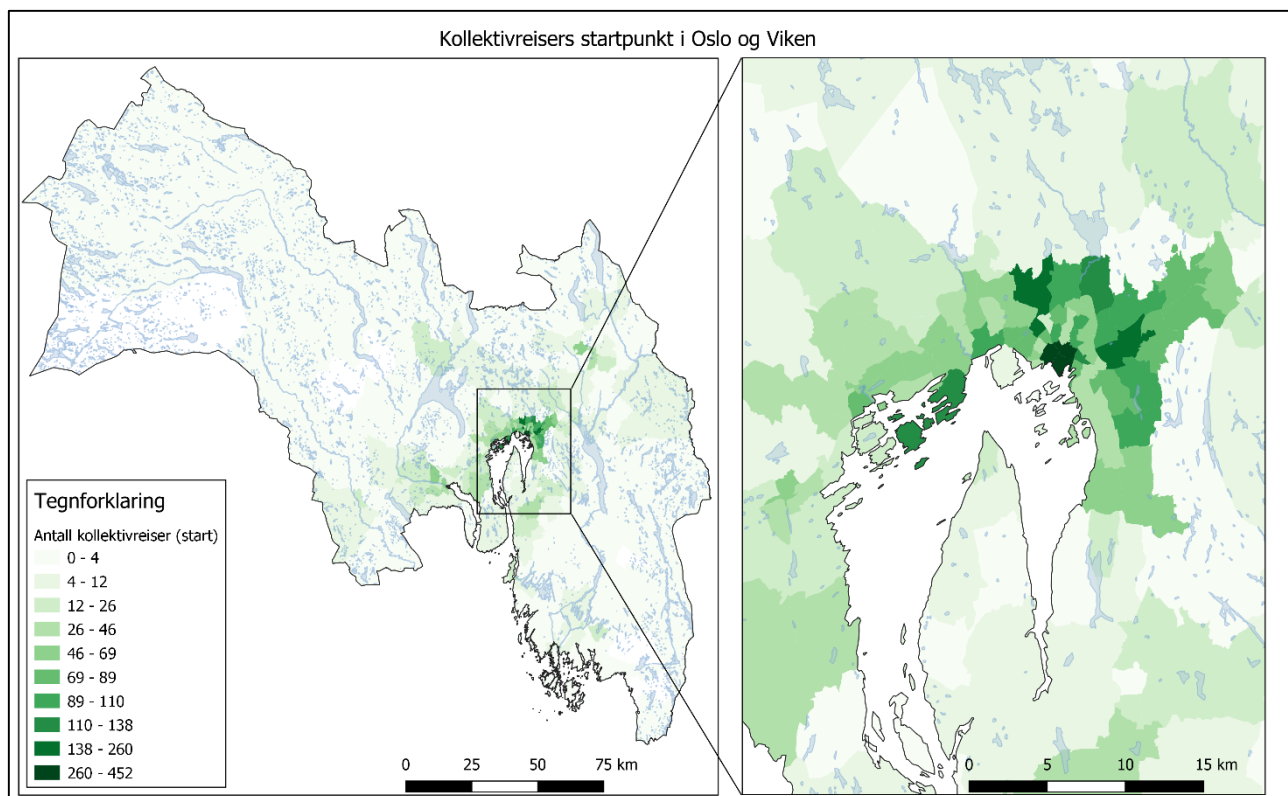 Kollektivreisers startpunkt i Oslo og Viken
Tegnforklaring
Antall kollektivreiser (start)
0 - 4
4 - 12
12 - 26
26 - 46
46 - 69
69 - 89
89 - 110
110 - 138
138 - 260
260 - 452
0 25 50 75 km
0 5 10 15 km